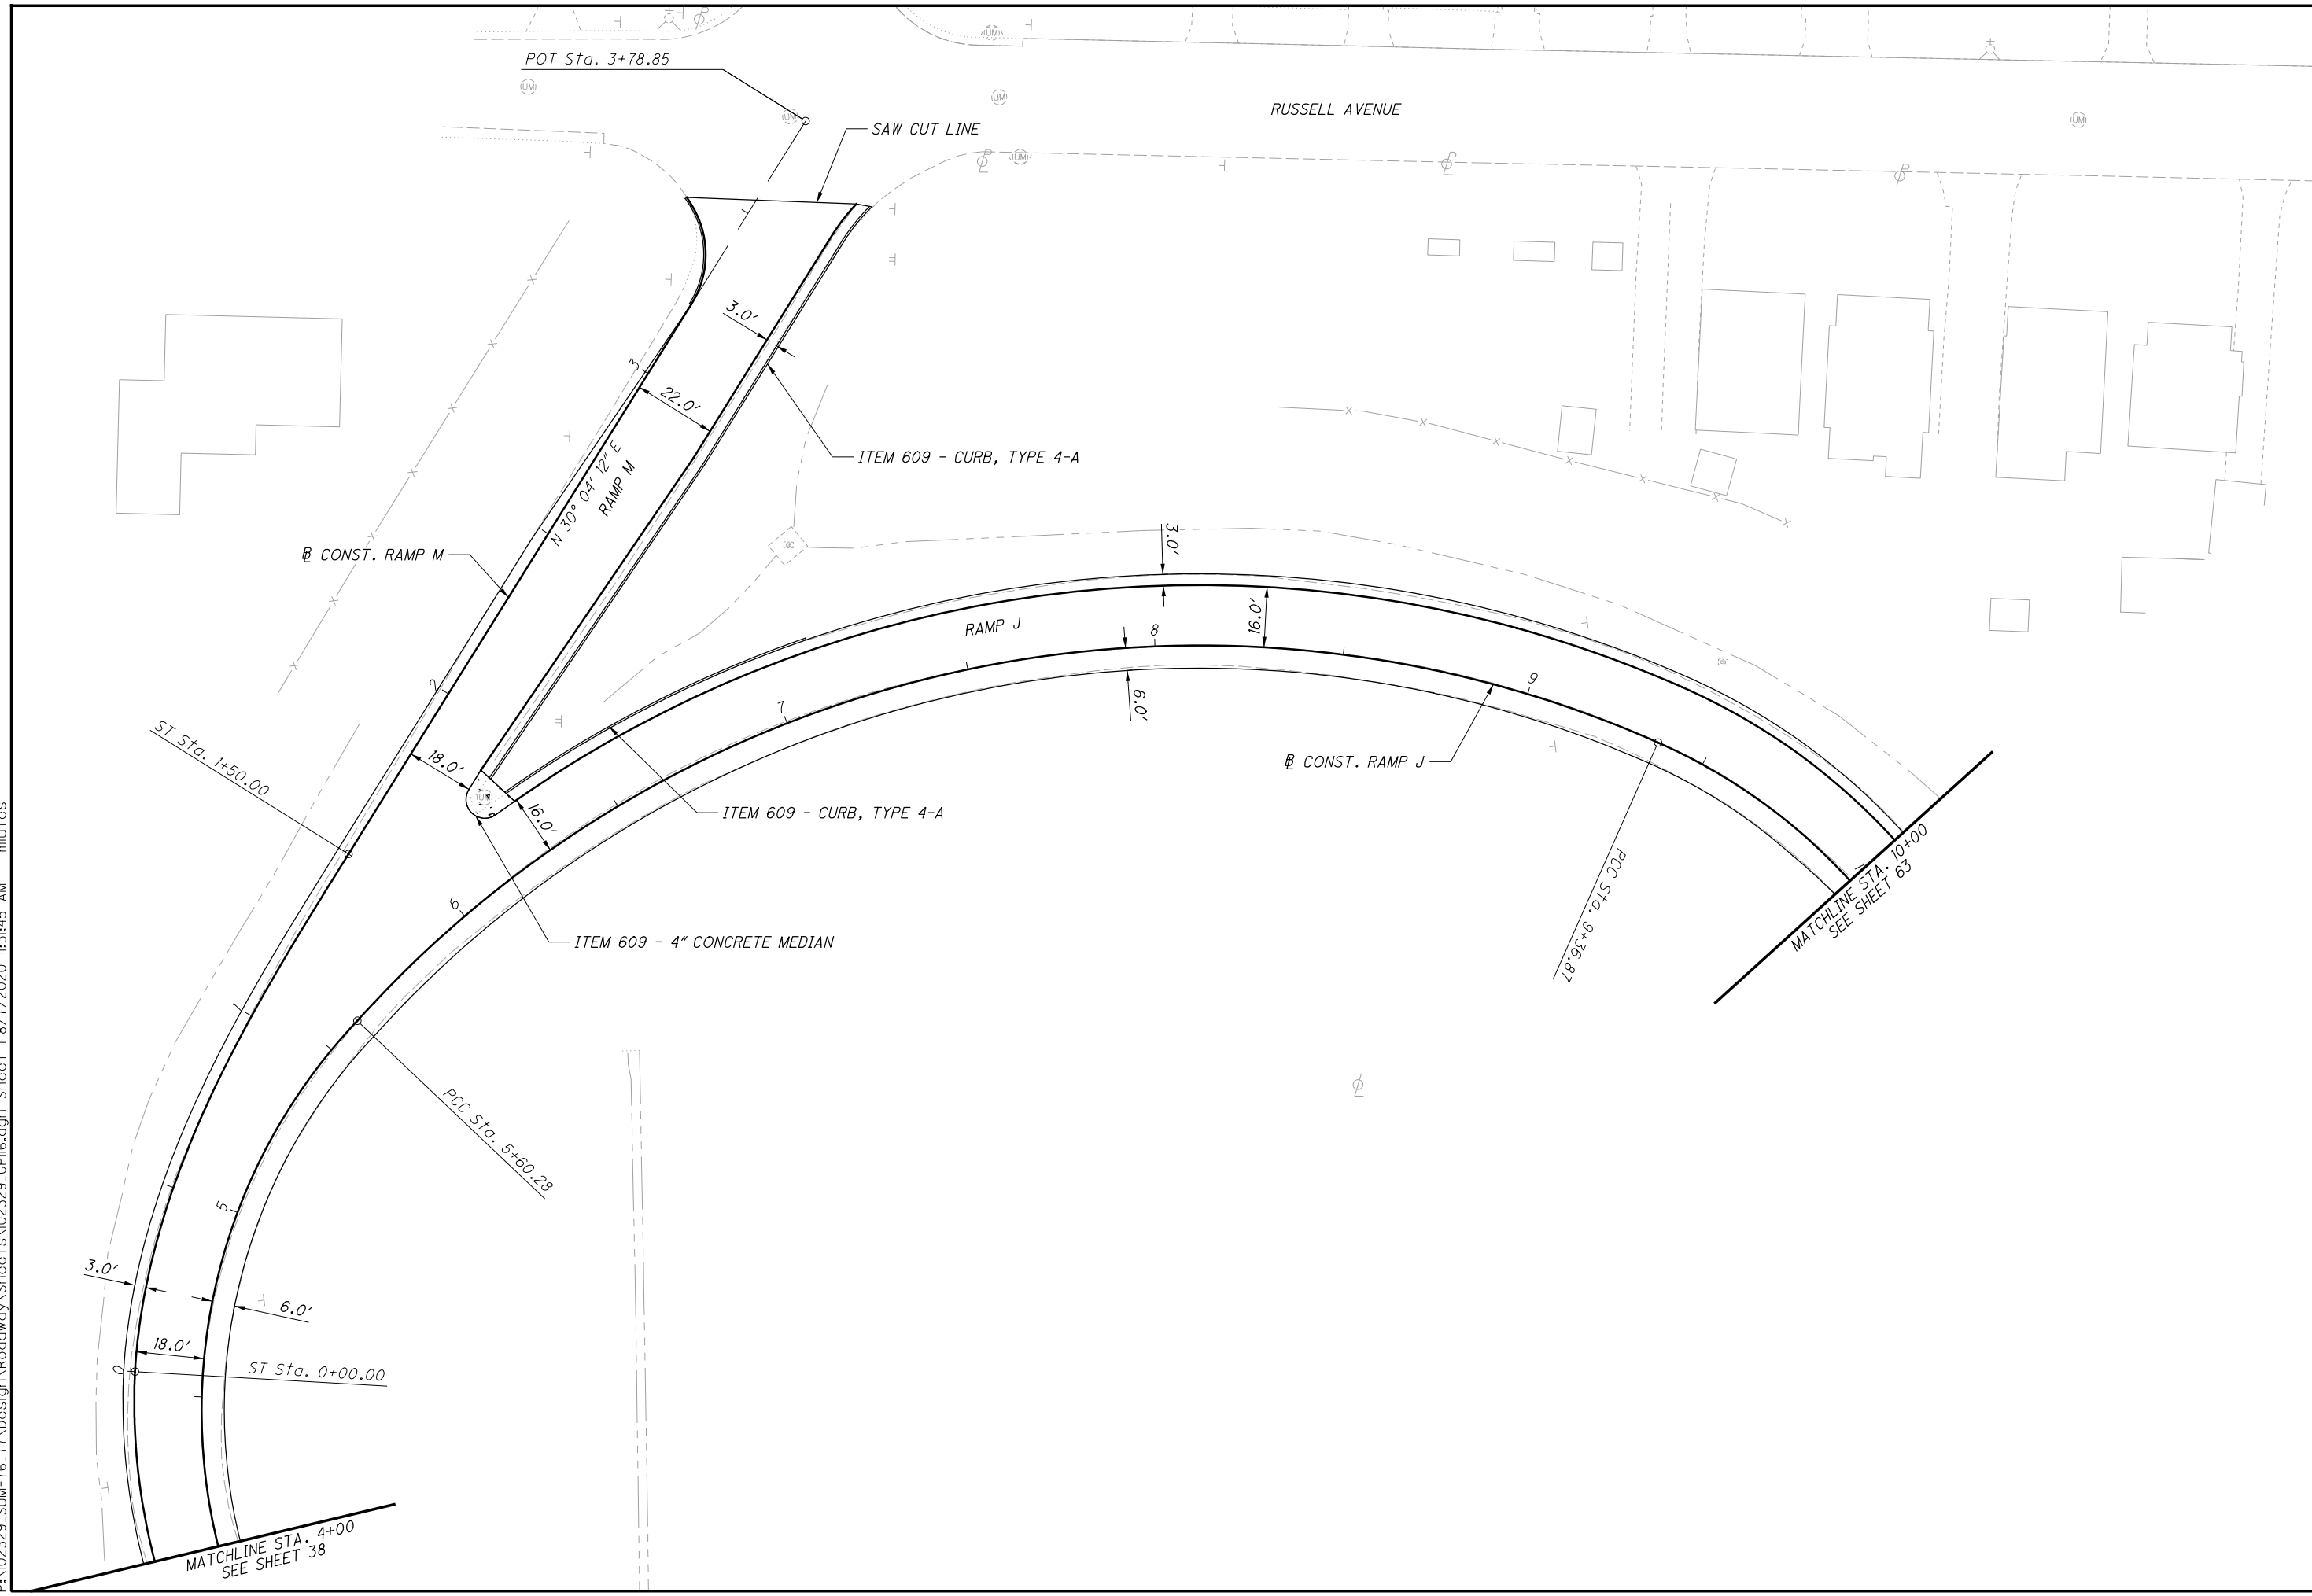 POT Sta. 3+78.85
RUSSELL AVENUE
SAW CUT LINE
3.0'
3
22.0'
ITEM 609 - CURB, TYPE 4-A
N 30° 04' 12" E
RAMP M
CONST. RAMP M
3.0'
RAMP J
8
16.0'
9
2
7
6.0'
ST Sta. 1+50.00
18.0'
CONST. RAMP J
UM
16.0'
ITEM 609 - CURB, TYPE 4-A
MATCHLINE STA. 10+00
SEE SHEET 63
6
PCC Sta. 9+36.87
ITEM 609 - 4" CONCRETE MEDIAN
1
PCC Sta. 5+60.28
5
3.0'
6.0'
18.0'
0
ST Sta. 0+00.00
MATCHLINE STA. 4+00
SEE SHEET 38